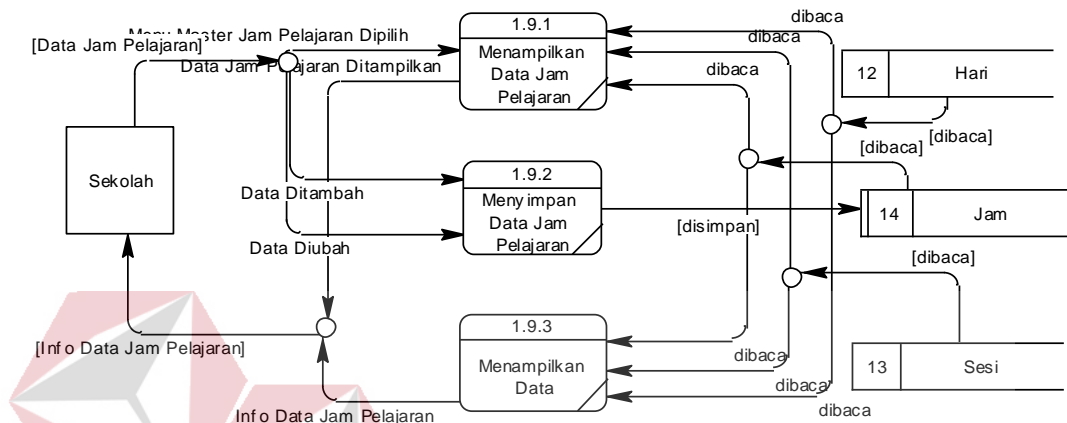 [Data Jam Pelajaran]
Menu Master Jam Pelajaran Dipilih
Data Jam Pelajaran Ditampilkan
1.9.1
Menampilkan
Data Jam
Pelajaran
dibaca
dibaca
dibaca
12 Hari
[dibaca]
[dibaca]
Sekolah
Data Ditambah
Data Diubah
1.9.2
Menyimpan
Data Jam
Pelajaran
[disimpan]
14 Jam
[dibaca]
[Info Data Jam Pelajaran]
Info Data Jam Pelajaran
1.9.3
Menampilkan
Data
dibaca
dibaca
dibaca
13 Sesi